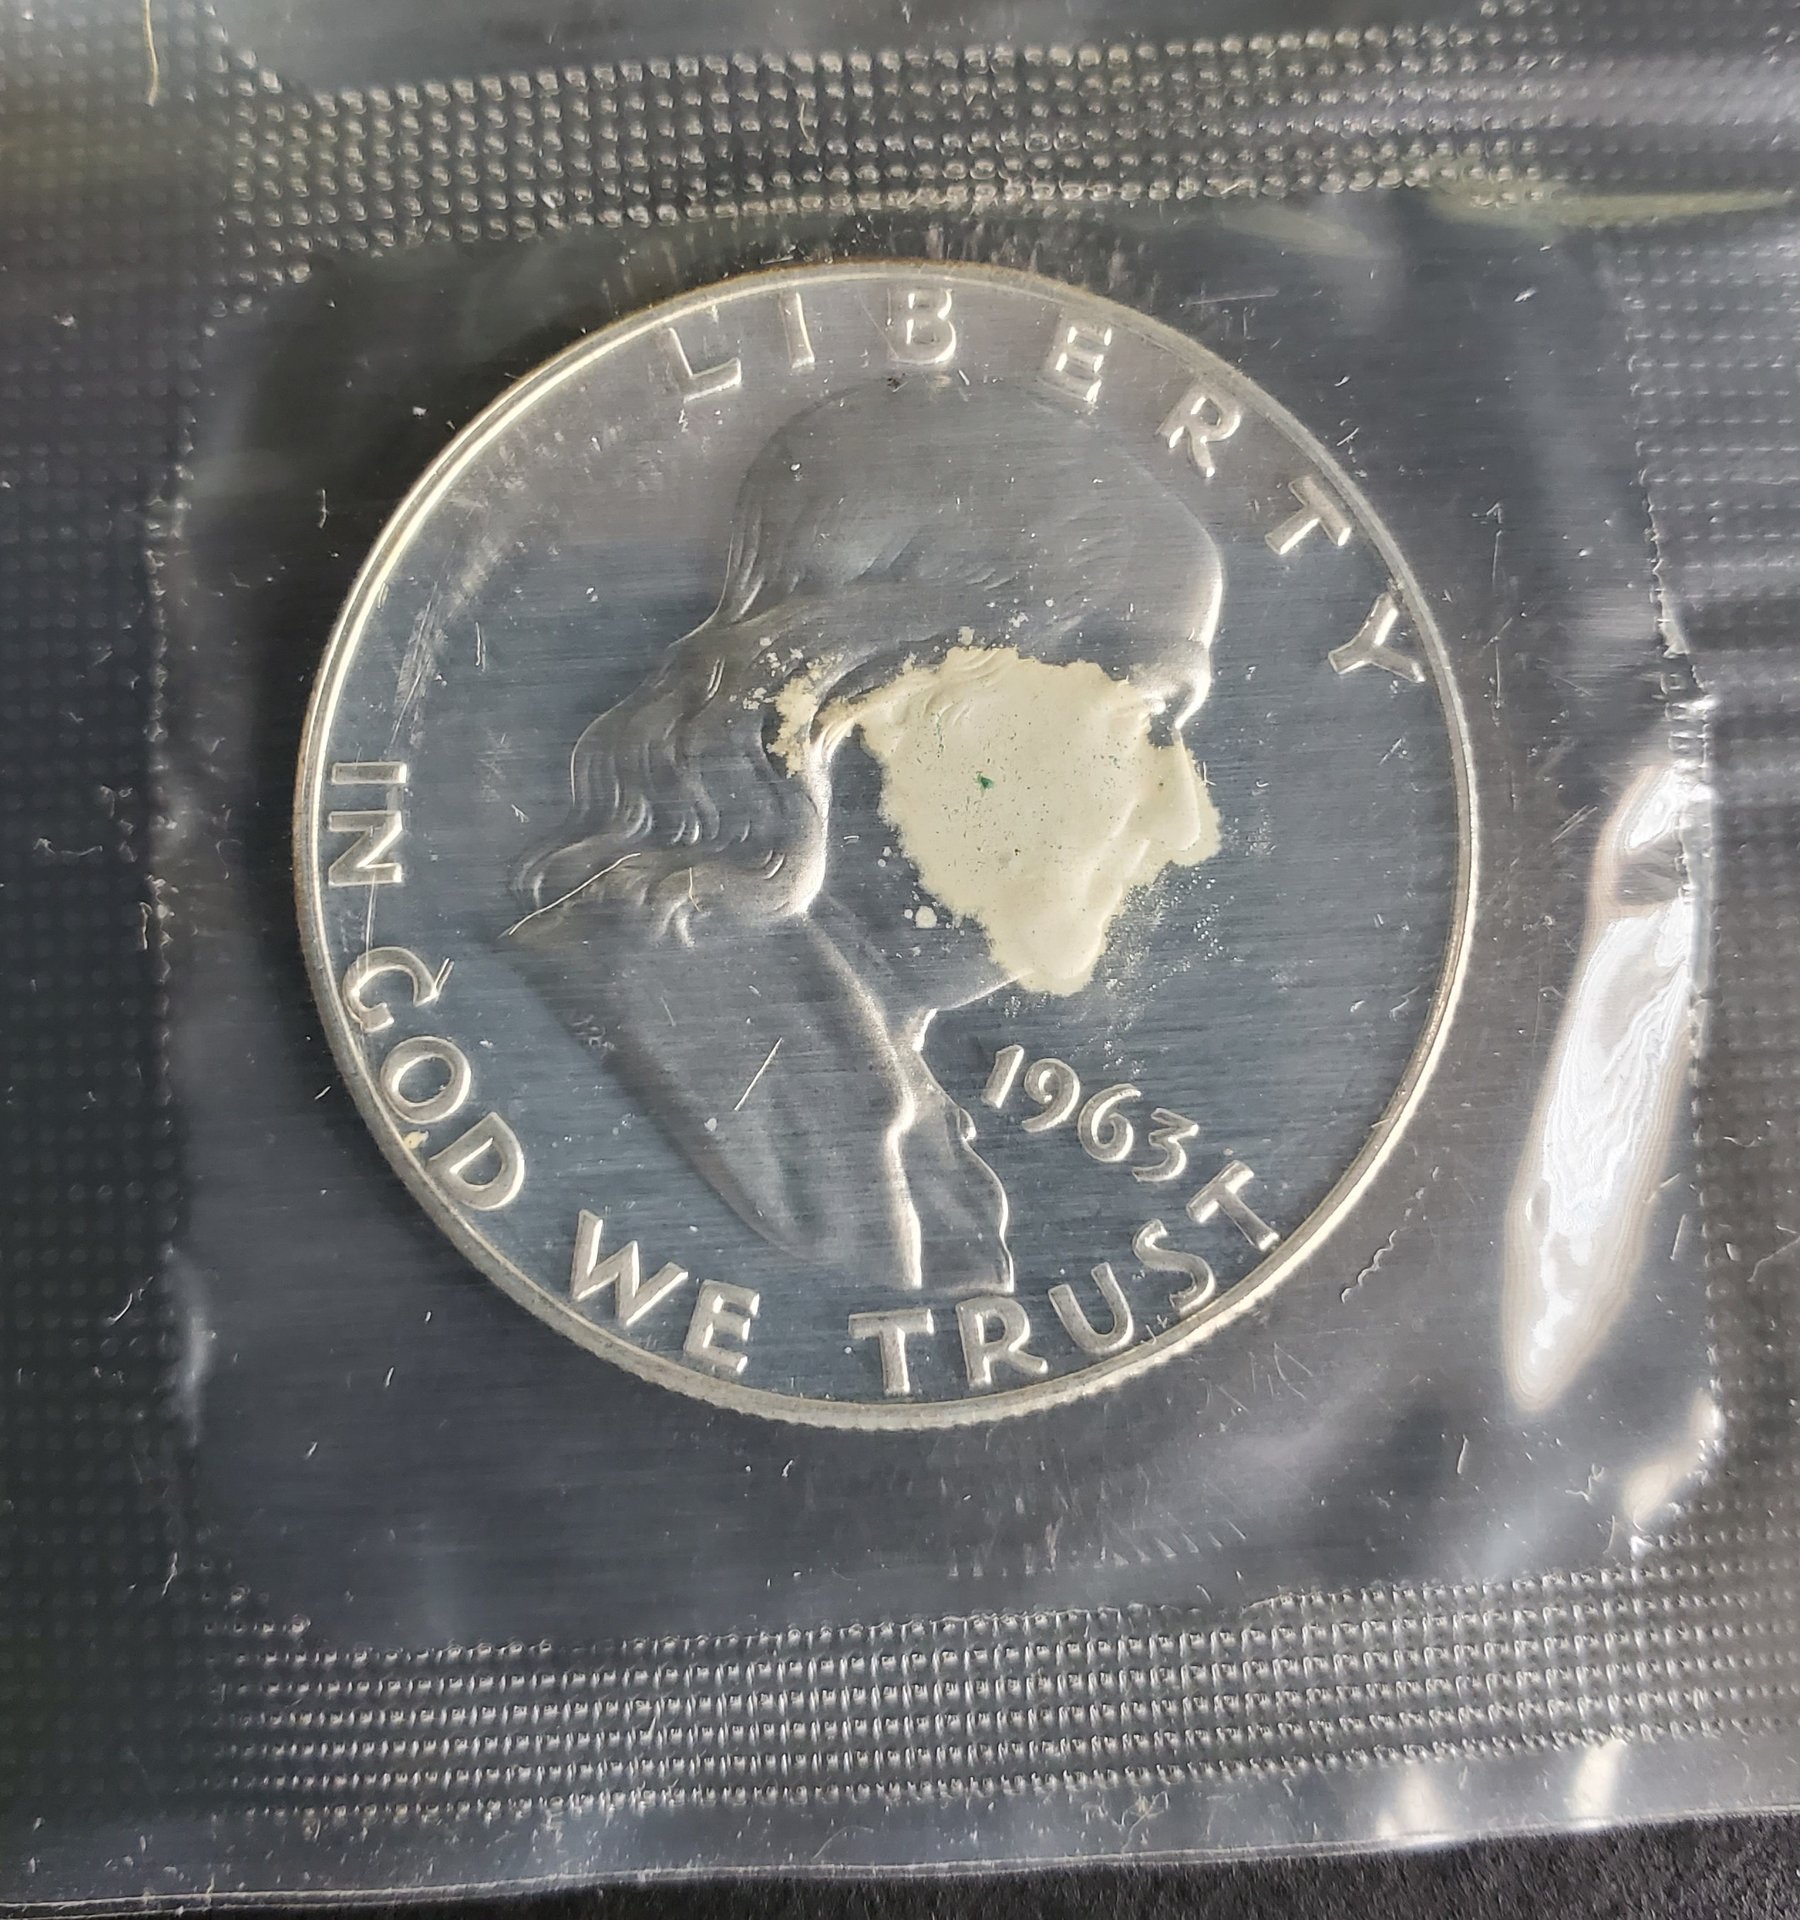 LIBERTY
IN GOD WE TRUST
1963